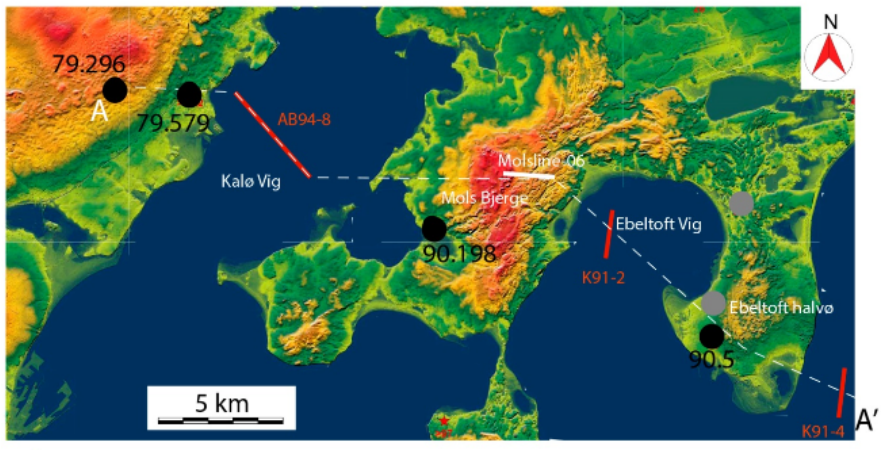 N
79.296
A
79.579
AB94-8
Kalø Vig
Molsline-06
Mols Bjerge
90.198
Ebeltoft Vig
K91-2
Ebeltoft halvø
90.5
5 km
A'
K91-4